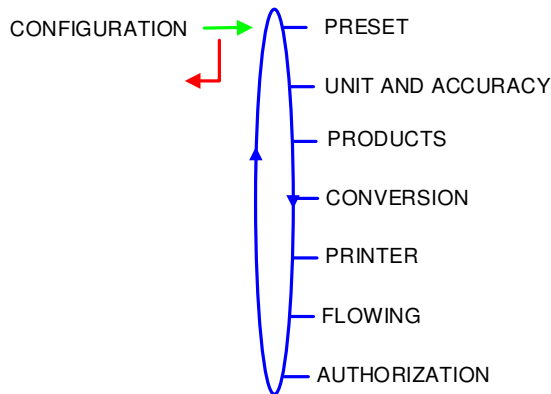 CONFIGURATION
PRESET
UNIT AND ACCURACY
PRODUCTS
CONVERSION
PRINTER
FLOWING
AUTHORIZATION